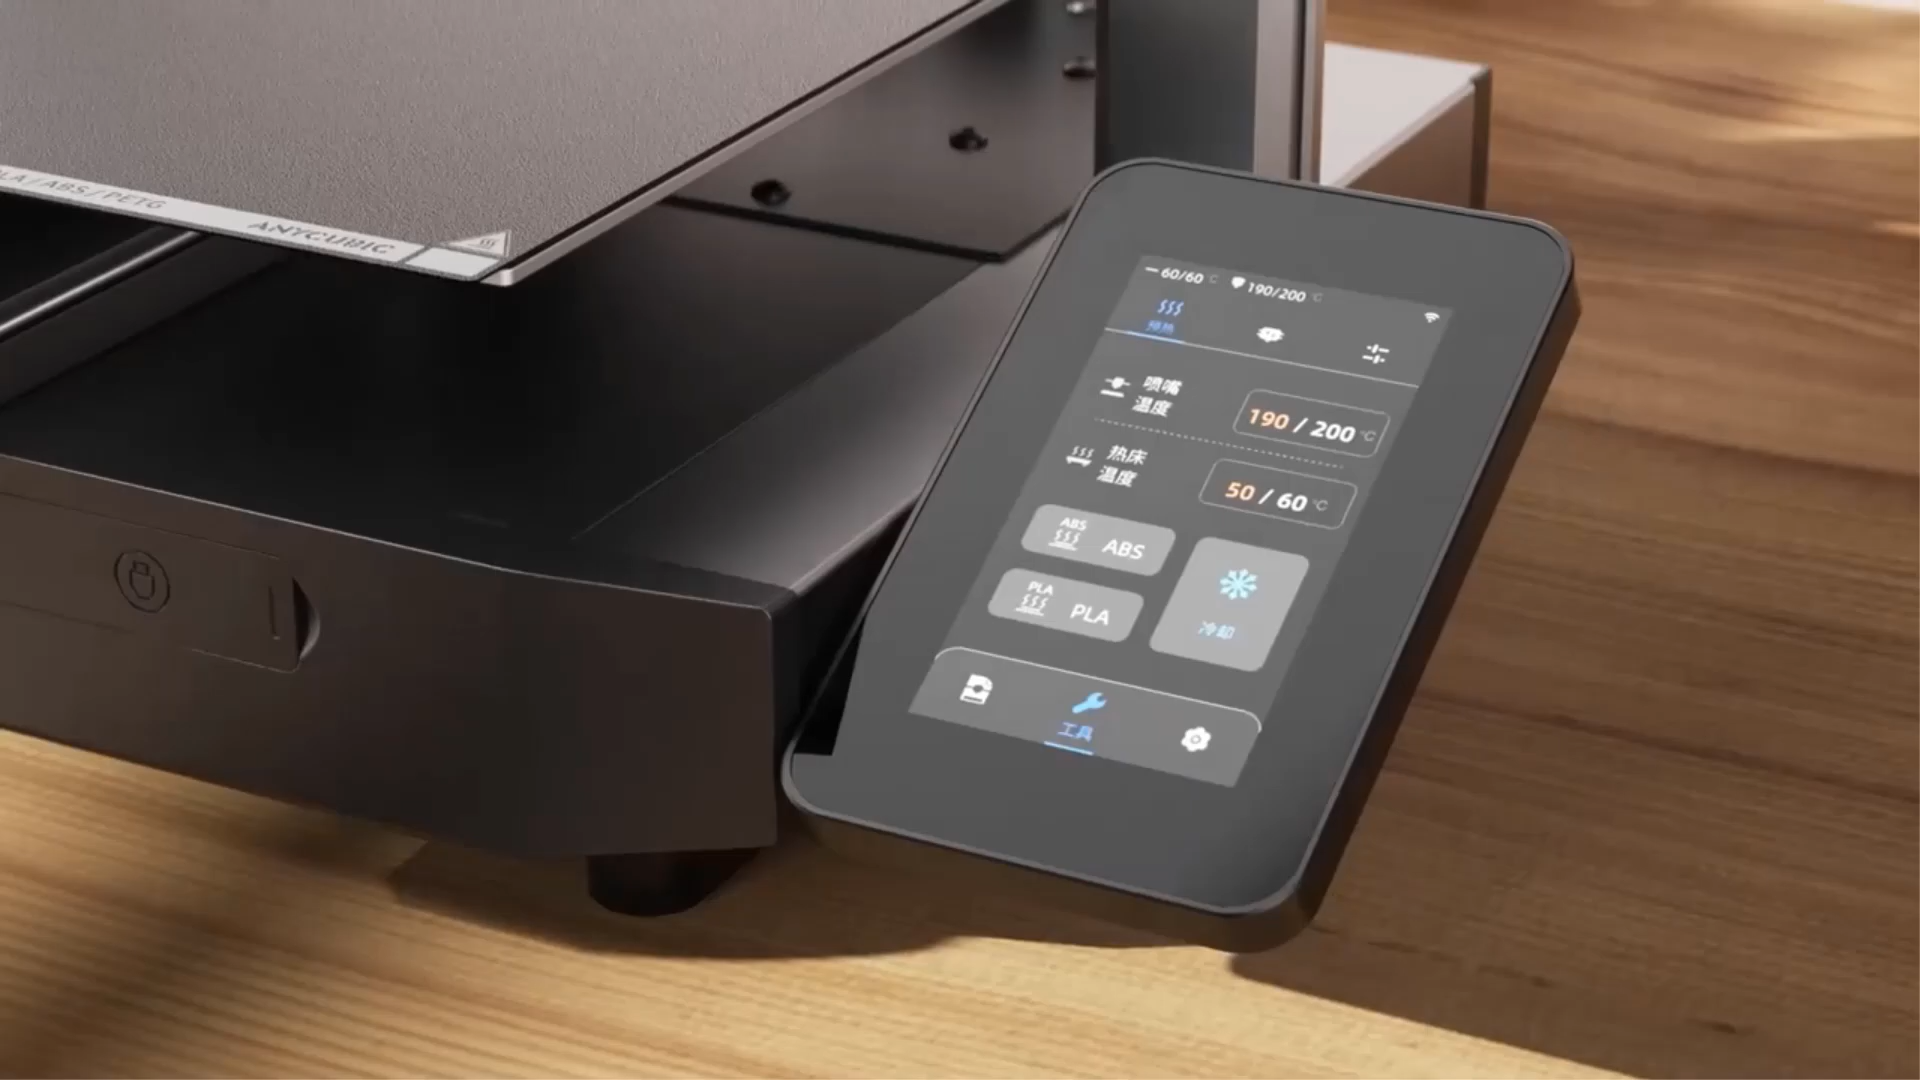 PLA / ABS / PETG
ANYCUBIC
60/60 °C 190/200 °C
预热
喷嘴
温度
190 / 200 °C
热床
温度
50 / 60 °C
ABS
ABS
PLA
PLA
冷却
工具